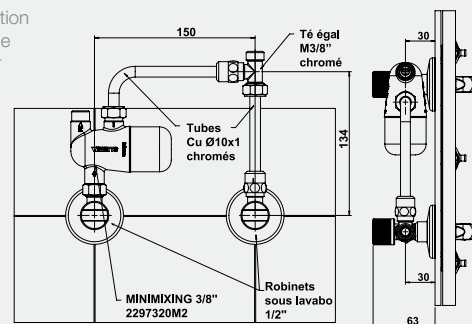 tion
e
150
30
Té égal
M3/8"
chromé
Tubes
Cu Ø10x1
chromés
134
MINIMIXING 3/8"
2297320M2
Robinets
sous lavabo
1/2"
30
63